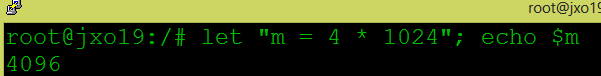 root@jxo19
root@jxo19:/# let "m = 4 * 1024"; echo $m
4096